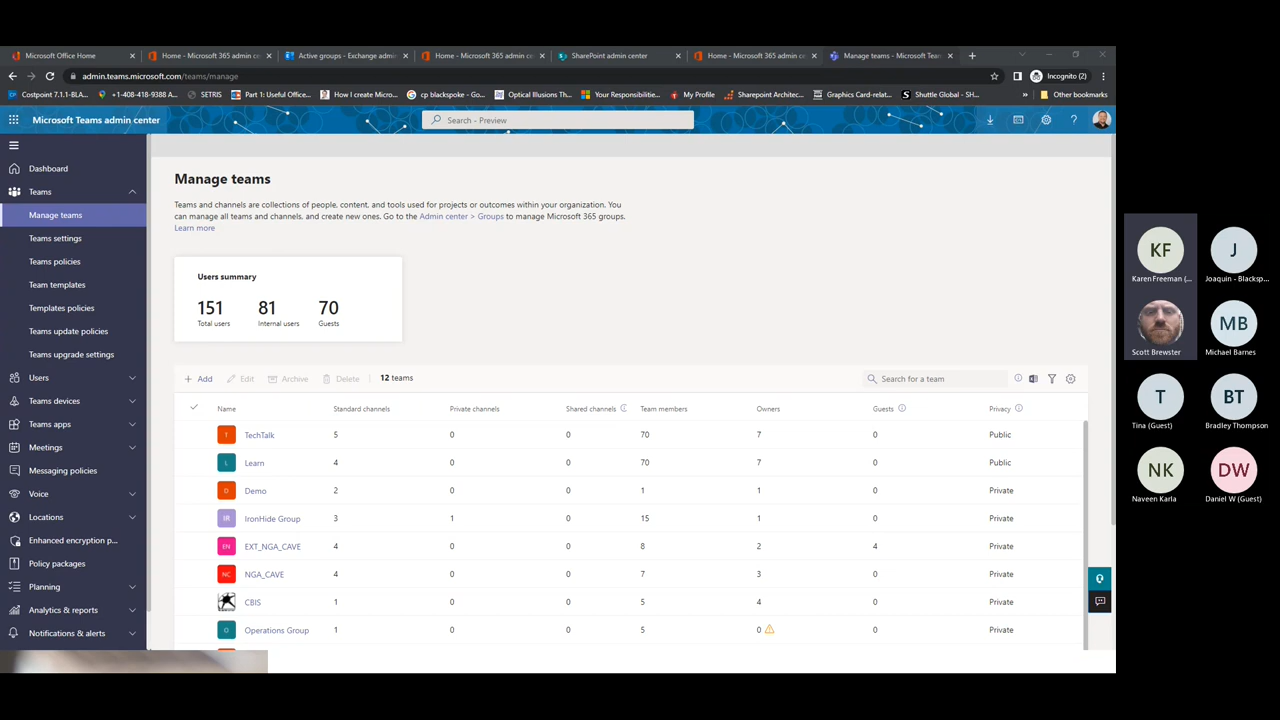 Microsoft Office Home
Home - Microsoft 365 admin cen
Active groups - Exchange admin
Home - Microsoft 365 admin cent
SharePoint admin center
Home - Microsoft 365 admin cent
Manage teams - Microsoft Team
admin.teams.microsoft.com/teams/manage
Incognito (2)
Costpoint 7.1.1-BLA...
+1-408-418-9388 A...
SETRIS
Part 1: Useful Office...
How I create Micro...
cp blackspoke - Go...
Optical Illusions Th...
Your Responsibilitie...
My Profile
Sharepoint Architec...
Graphics Card-relat...
Shuttle Global - SH...
»
Other bookmarks
Microsoft Teams admin center
Search - Preview
Dashboard
Teams
Manage teams
Teams settings
Teams policies
Team templates
Templates policies
Teams update policies
Teams upgrade settings
Users
Teams devices
Teams apps
Meetings
Messaging policies
Voice
Locations
Enhanced encryption p...
Policy packages
Planning
Analytics & reports
Notifications & alerts
Manage teams
Teams and channels are collections of people, content, and tools used for projects or outcomes within your organization. You
can manage all teams and channels, and create new ones. Go to the Admin center > Groups to manage Microsoft 365 groups.
Learn more
Users summary
151 81 70
Total users Internal users Guests
+ Add Edit Archive Delete 12 teams Search for a team
Name Standard channels Private channels Shared channels Team members Owners Guests Privacy
T TechTalk 5 0 0 70 7 0 Public
L Learn 4 0 0 70 7 0 Public
D Demo 2 0 0 1 1 0 Private
IR IronHide Group 3 1 0 15 1 0 Private
EN EXT_NGA_CAVE 4 0 0 8 2 4 Private
NC NGA_CAVE 4 0 0 7 3 0 Private
CBIS 1 0 0 5 4 0 Private
O Operations Group 1 0 0 5 0 0 Private
KF
Karen Freeman (...
J
Joaquin - Blacksp...
Scott Brewster
MB
Michael Barnes
T
Tina (Guest)
BT
Bradley Thompson
NK
Naveen Karla
DW
Daniel W (Guest)